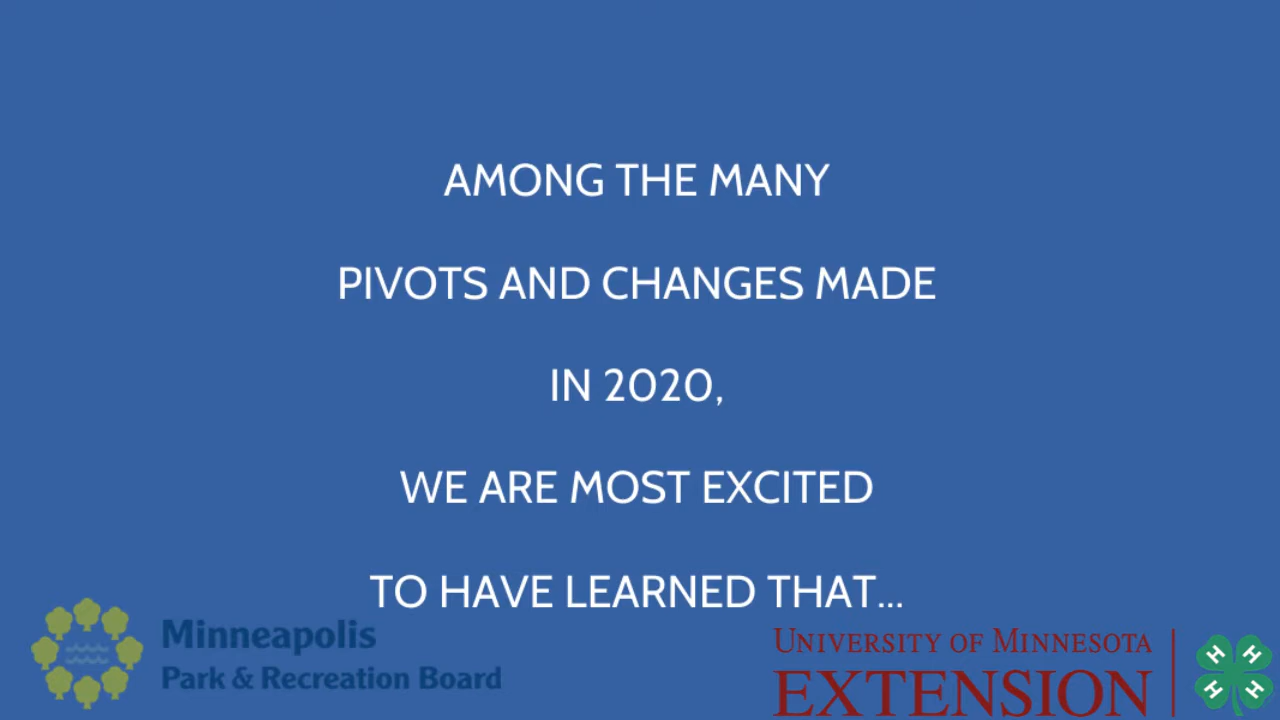 AMONG THE MANY
PIVOTS AND CHANGES MADE
IN 2020,
WE ARE MOST EXCITED
TO HAVE LEARNED THAT...
Minneapolis
Park & Recreation Board
UNIVERSITY OF MINNESOTA
EXTENSION
H H
H H